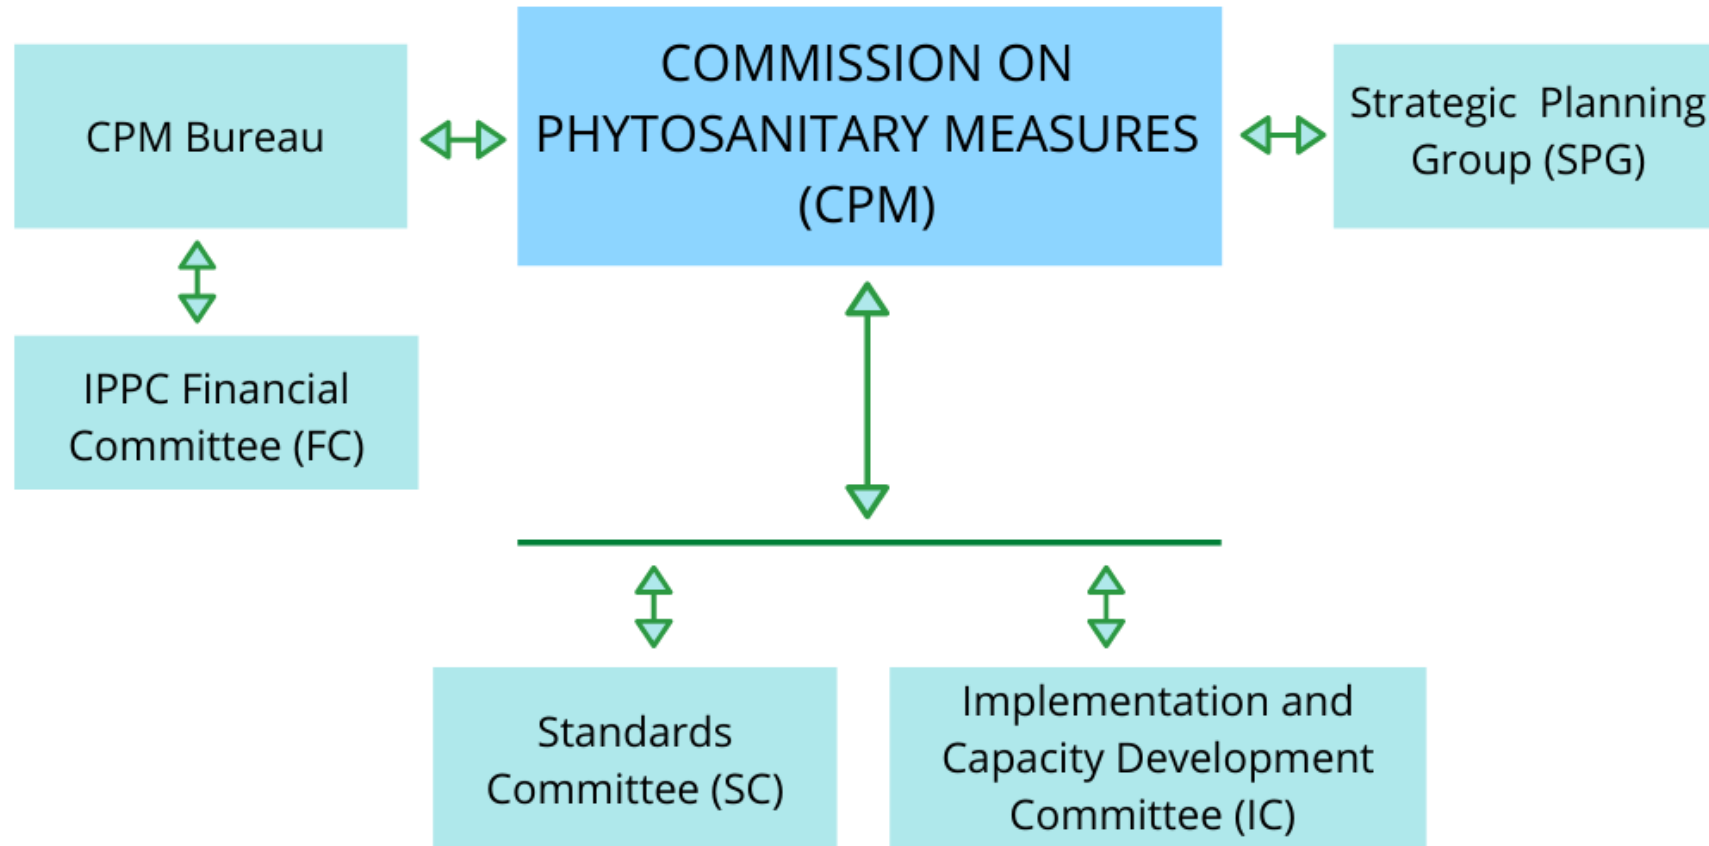 CPM Bureau
COMMISSION ON
PHYTOSANITARY MEASURES
(CPM)
Strategic Planning
Group (SPG)
IPPC Financial
Committee (FC)
Standards
Committee (SC)
Implementation and
Capacity Development
Committee (IC)